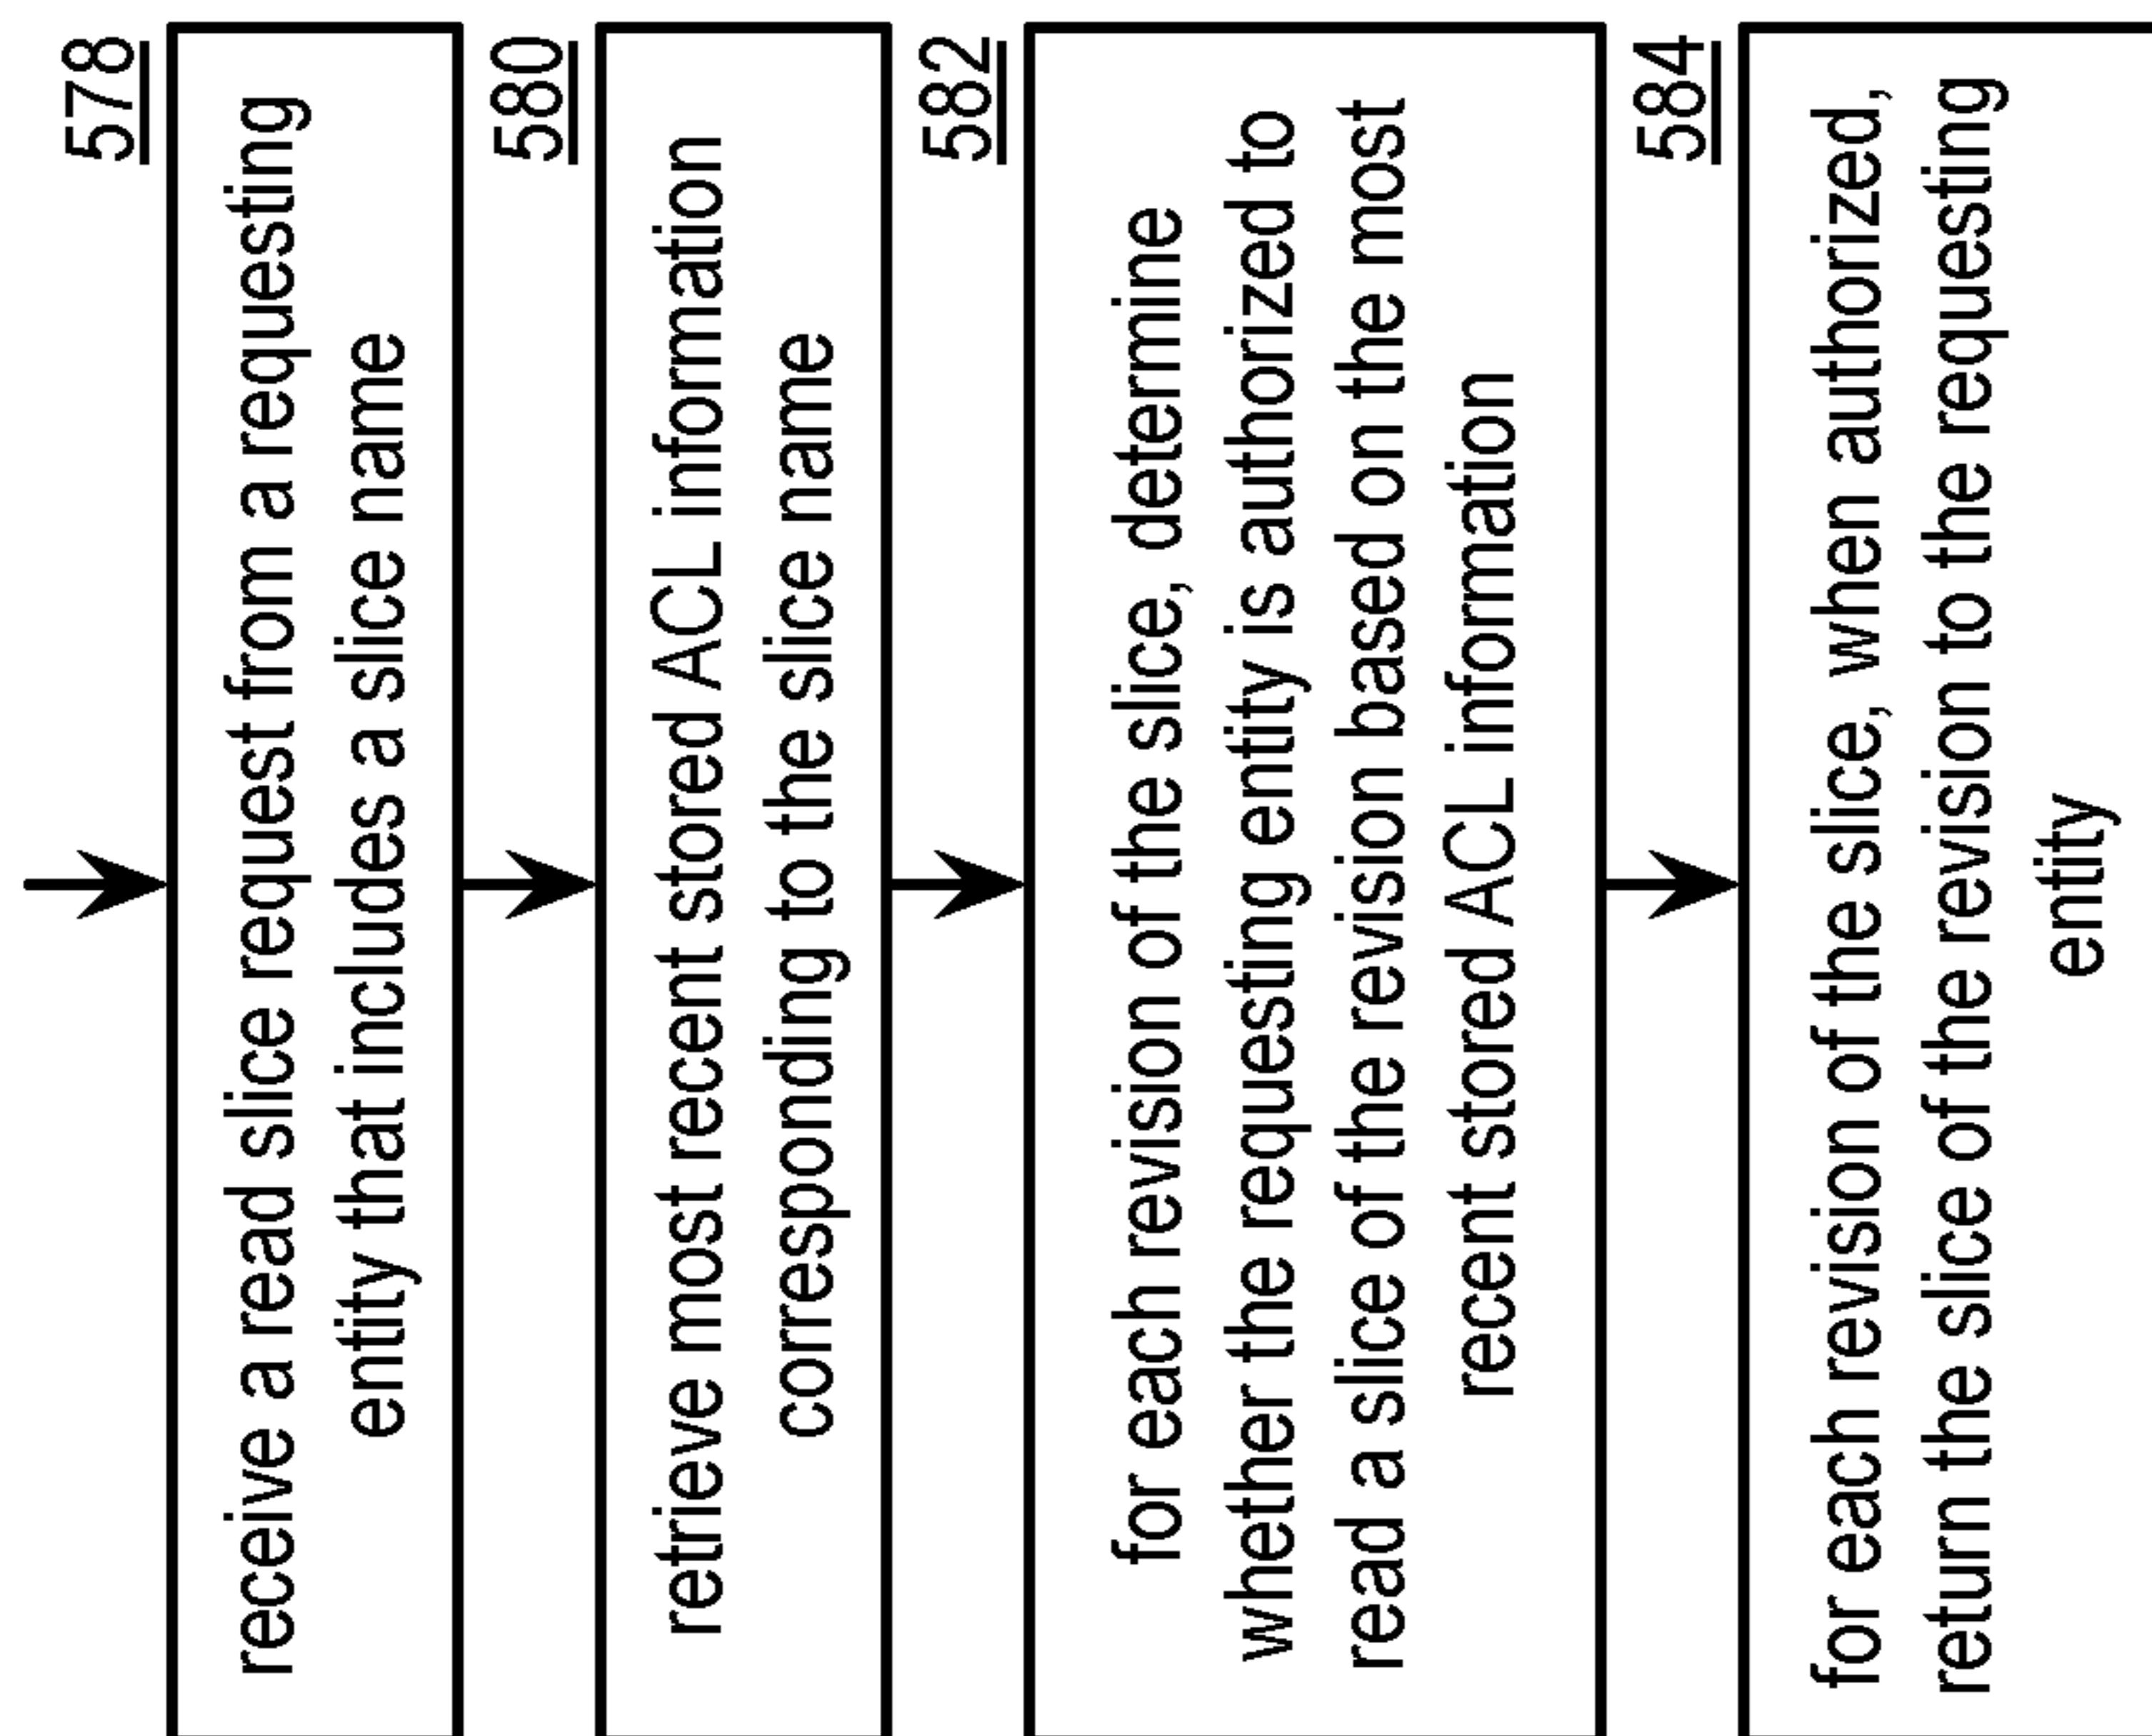 578
receive a read slice request from a requesting
entity that includes a slice name
580
retrieve most recent stored ACL information
corresponding to the slice name
582
for each revision of the slice, determine
whether the requesting entity is authorized to
read a slice of the revision based on the most
recent stored ACL information
584
for each revision of the slice, when authorized,
return the slice of the revision to the requesting
entity